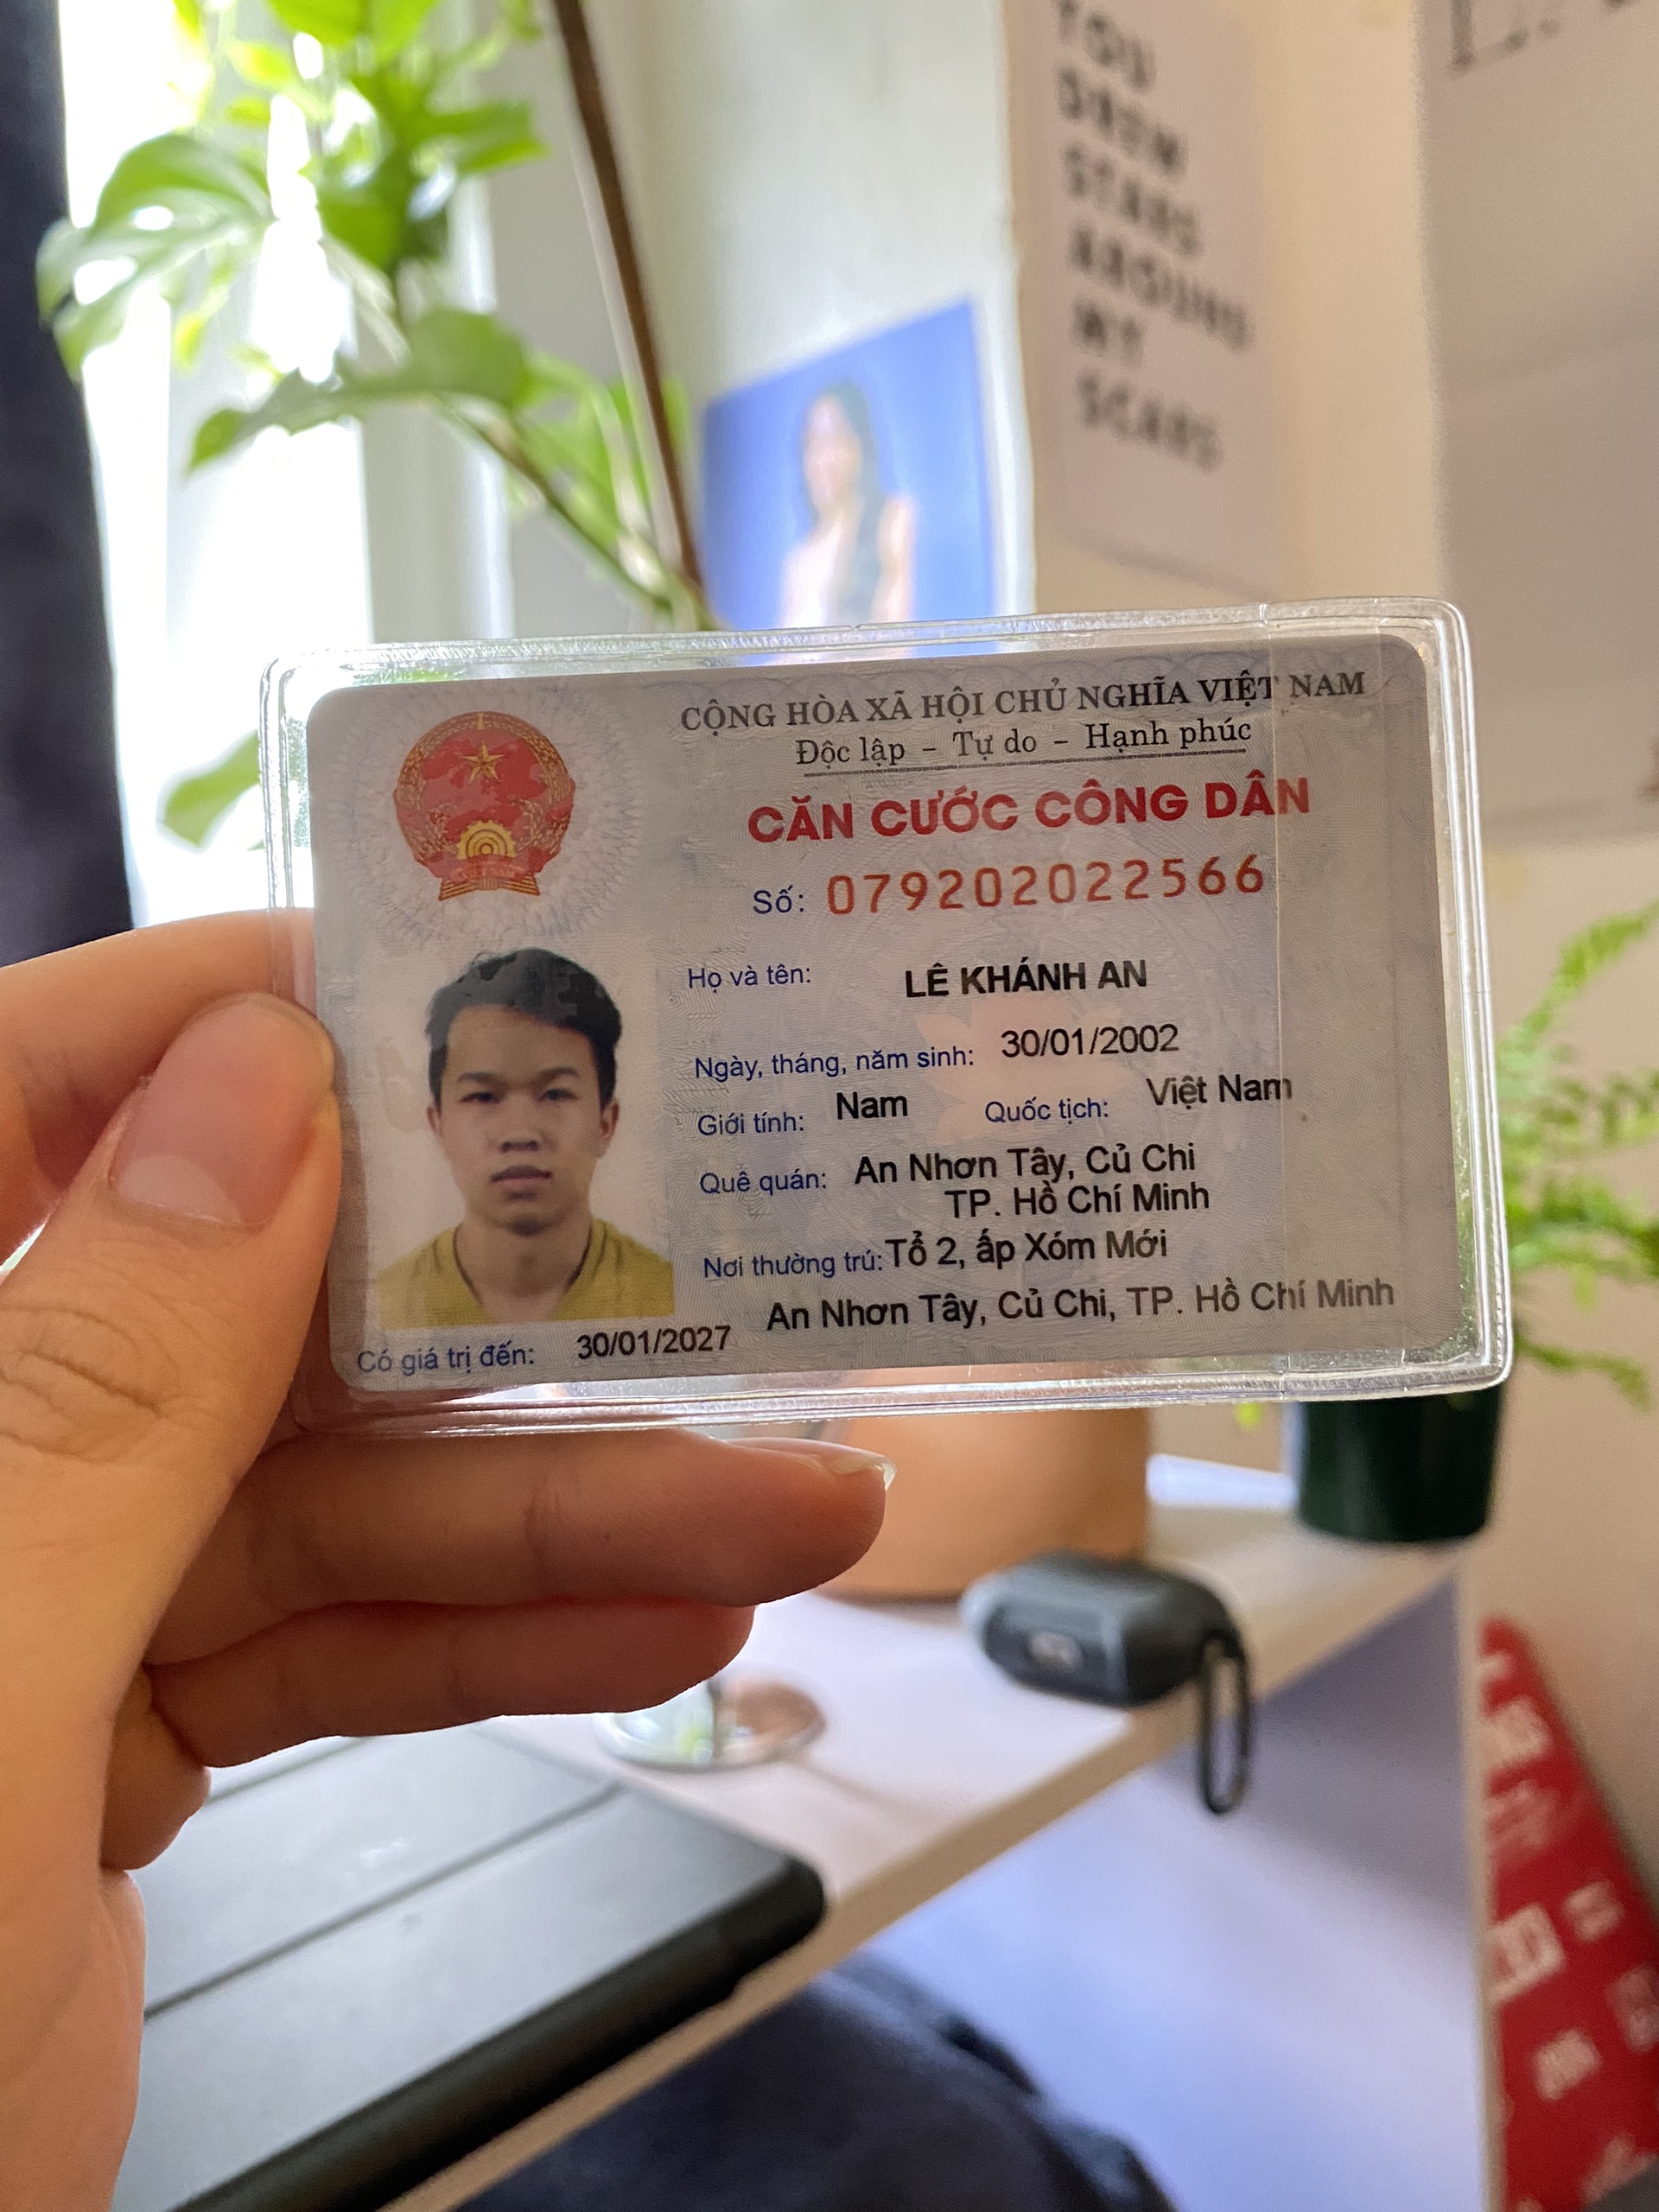 YOU
DREW
STARS
AROUND
MY
SCARS
CỘNG HÒA XÃ HỘI CHỦ NGHĨA VIỆT NAM
Độc lập - Tự do - Hạnh phúc
CĂN CƯỚC CÔNG DÂN
Số: 079202022566
Họ và tên: LÊ KHÁNH AN
Ngày, tháng, năm sinh: 30/01/2002
Giới tính: Nam Quốc tịch: Việt Nam
Quê quán: An Nhơn Tây, Củ Chi
TP. Hồ Chí Minh
Nơi thường trú: Tổ 2, ấp Xóm Mới
An Nhơn Tây, Củ Chi, TP. Hồ Chí Minh
Có giá trị đến: 30/01/2027